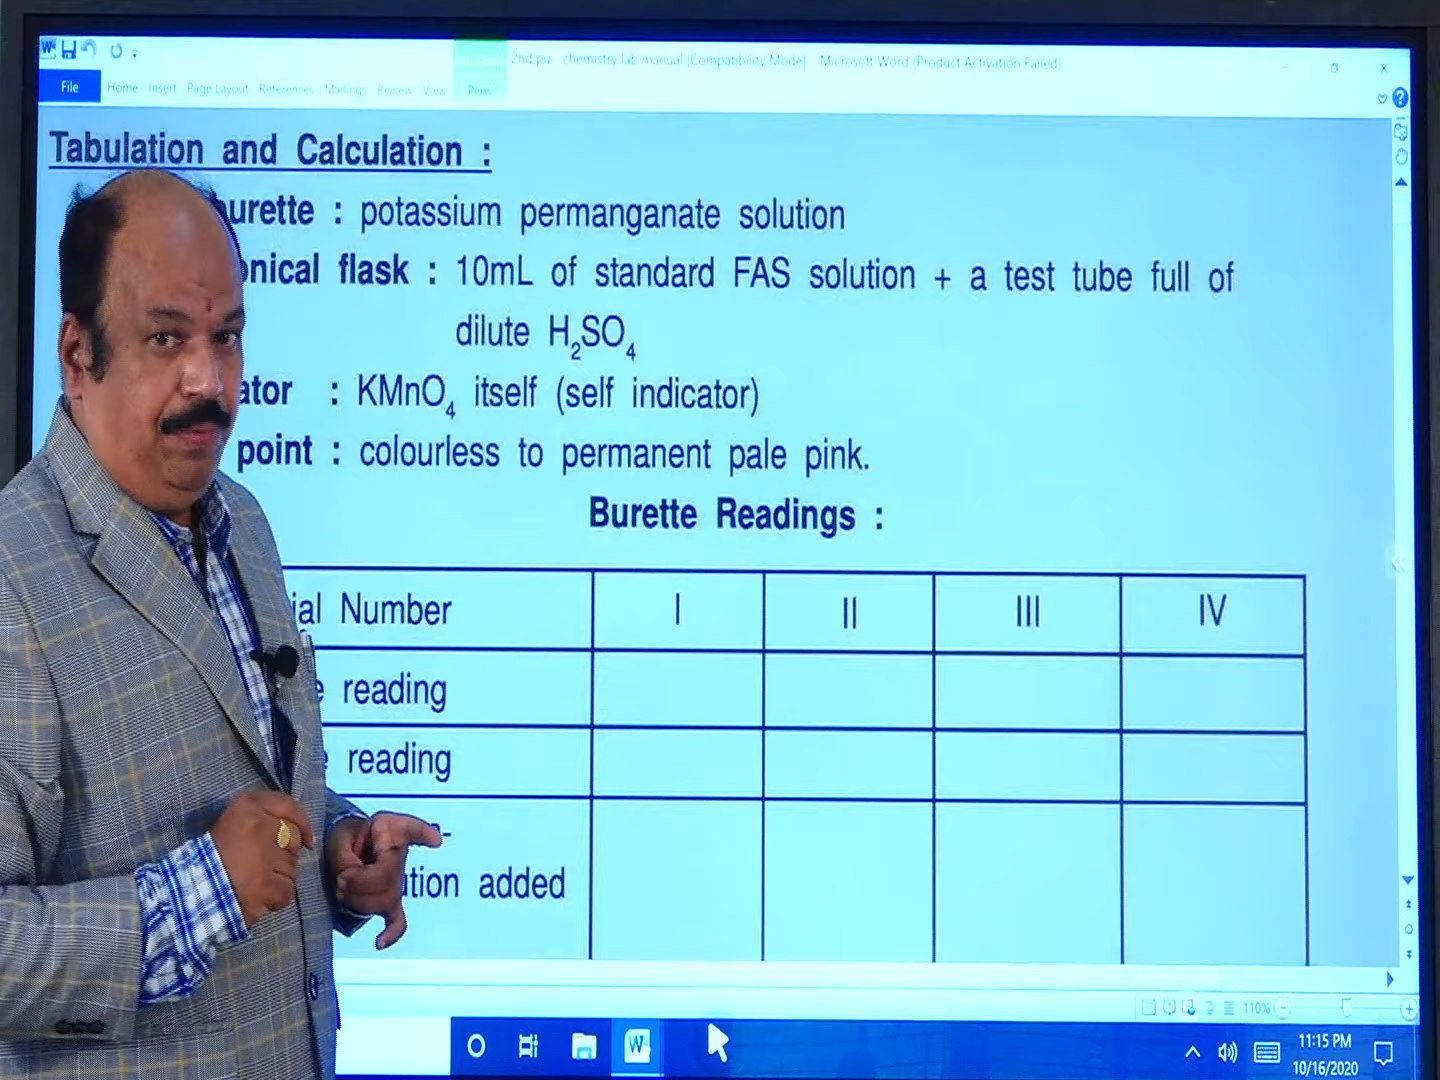 2nd pu - chemistry lab manual [Compatibility Mode] - Microsoft Word (Product Activation Failed)
File Home Insert Page Layout References Mailings Review View Pens
Tabulation and Calculation :
urette : potassium permanganate solution
onical flask : 10mL of standard FAS solution + a test tube full of
dilute H₂SO₄
ator : KMnO₄ itself (self indicator)
point : colourless to permanent pale pink.
Burette Readings :
ial Number I II III IV
reading
reading
ution added
110%
11:15 PM
10/16/2020